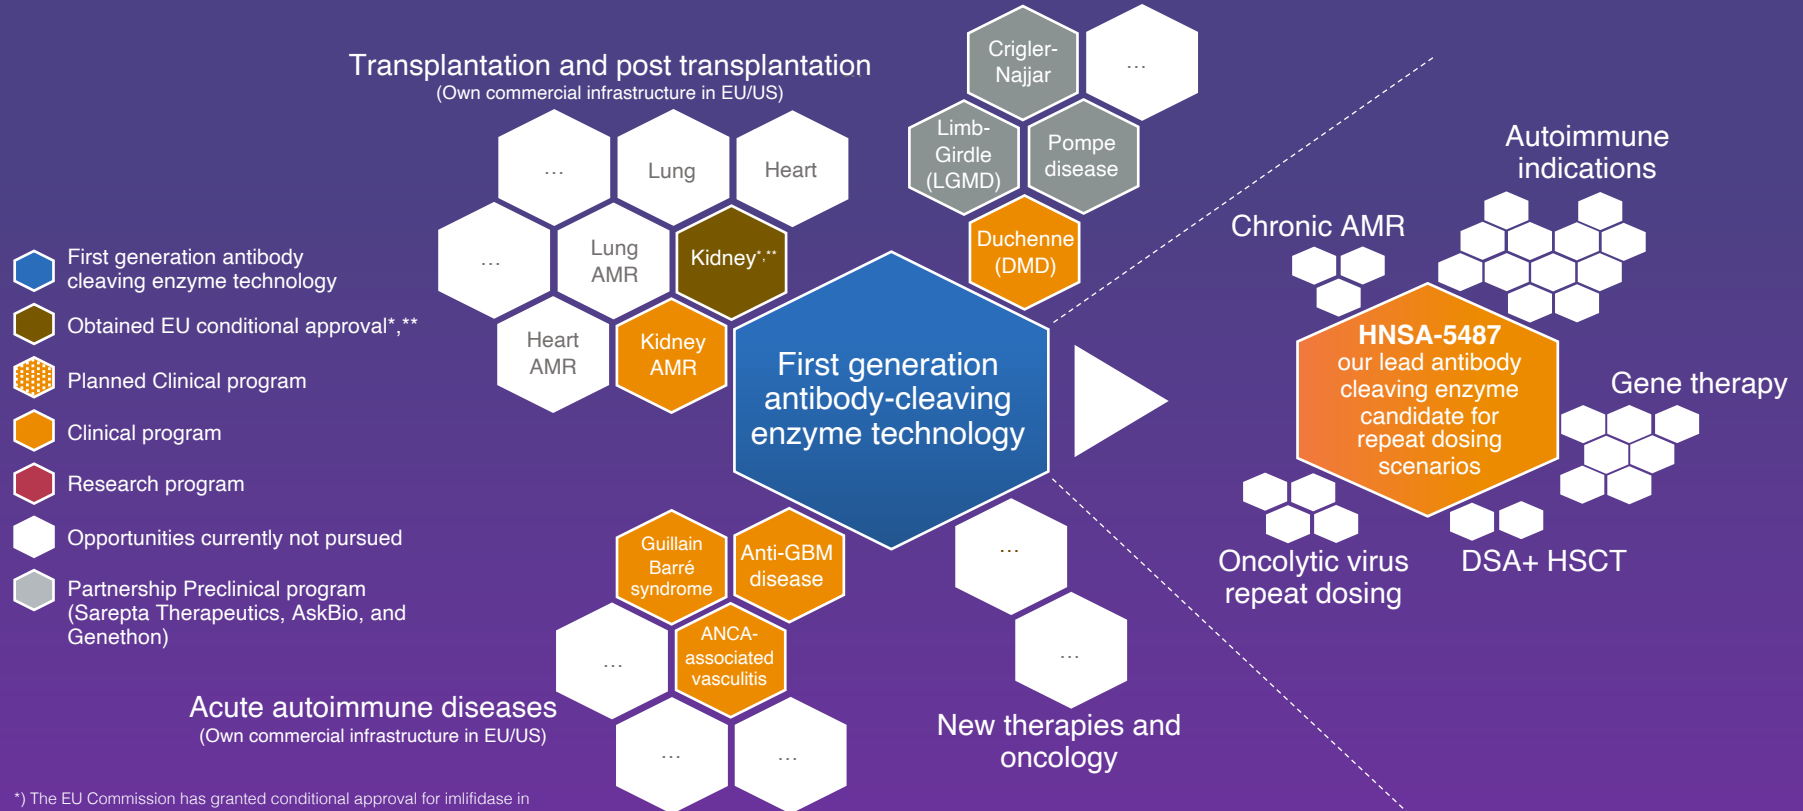 Transplantation and post transplantation
(Own commercial infrastructure in EU/US)
...
Lung
Heart
...
Lung
AMR
Kidney*,**
Heart
AMR
Kidney
AMR
Crigler-
Najjar
...
Limb-
Girdle
(LGMD)
Pompe
disease
Duchenne
(DMD)
First generation antibody
cleaving enzyme technology
Obtained EU conditional approval*,**
Planned Clinical program
Clinical program
Research program
Opportunities currently not pursued
Partnership Preclinical program
(Sarepta Therapeutics, AskBio, and
Genethon)
First generation
antibody-cleaving
enzyme technology
Guillain
Barré
syndrome
Anti-GBM
disease
...
ANCA-
associated
vasculitis
...
...
Acute autoimmune diseases
(Own commercial infrastructure in EU/US)
...
...
New therapies and
oncology
Autoimmune
indications
Chronic AMR
HNSA-5487
our lead antibody
cleaving enzyme
candidate for
repeat dosing
scenarios
Gene therapy
Oncolytic virus
repeat dosing
DSA+ HSCT
*) The EU Commission has granted conditional approval for imlifidase in